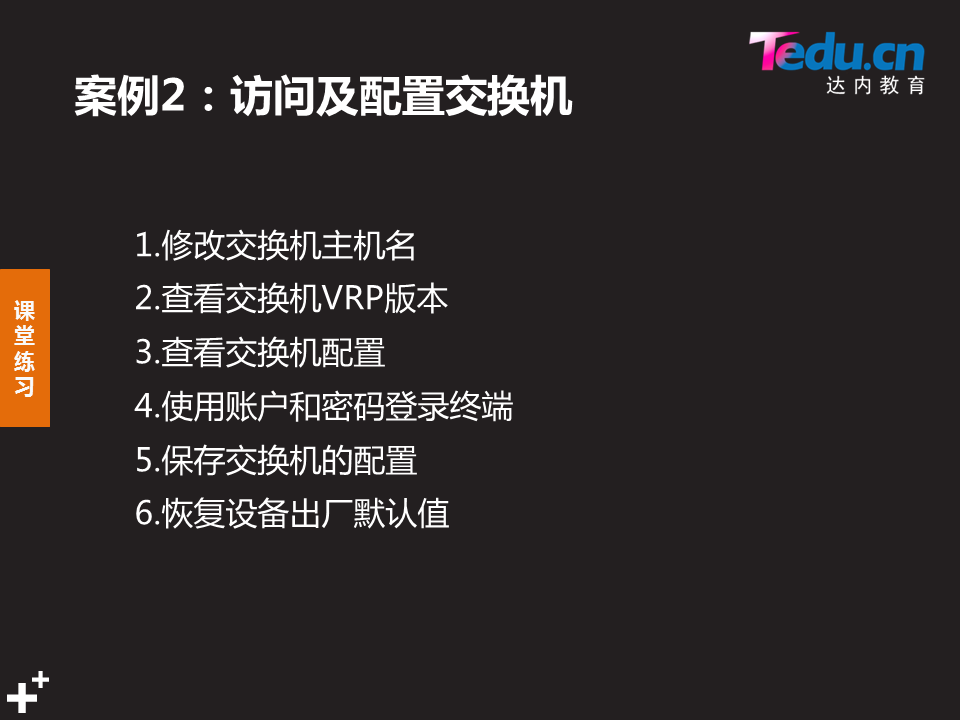 Tedu.cn
达内教育
案例2：访问及配置交换机
课堂练习
1.修改交换机主机名
2.查看交换机VRP版本
3.查看交换机配置
4.使用账户和密码登录终端
5.保存交换机的配置
6.恢复设备出厂默认值